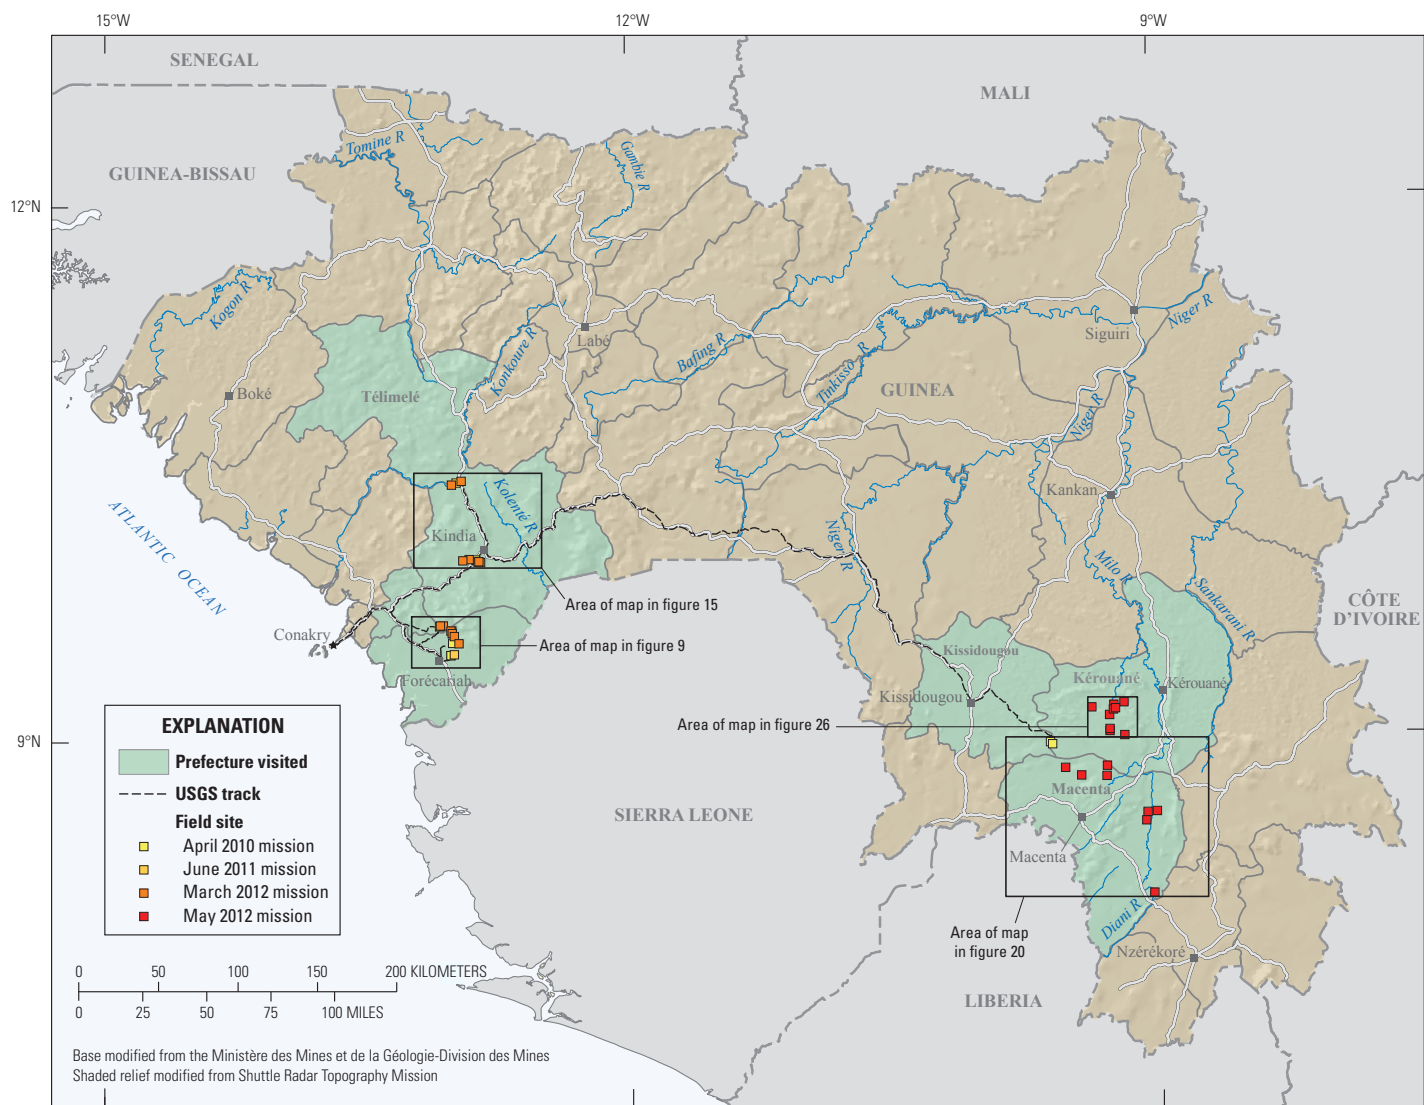 15°W
12°W
9°W
SENEGAL
MALI
GUINEA-BISSAU
Tomine R
Gambie R
12°N
Kogon R
Niger R
Siguiri
Labé
Konkoure R
Bafing R
Tinkisso R
GUINEA
Boké
Télimelé
Niger R
Kankan
Kolenté R
Kindia
Niger R
ATLANTIC OCEAN
Milo R
Sankarani R
CÔTE
D'IVOIRE
Area of map in figure 15
Conakry
Area of map in figure 9
Forécariah
Kissidougou
Kissidougou
Kérouané
Kérouané
Area of map in figure 26
9°N
EXPLANATION
Prefecture visited
USGS track
Field site
April 2010 mission
June 2011 mission
March 2012 mission
May 2012 mission
SIERRA LEONE
Macenta
Macenta
Diani R
Area of map
in figure 20
Nzérékoré
LIBERIA
0 50 100 150 200 KILOMETERS
0 25 50 75 100 MILES
Base modified from the Ministère des Mines et de la Géologie-Division des Mines
Shaded relief modified from Shuttle Radar Topography Mission